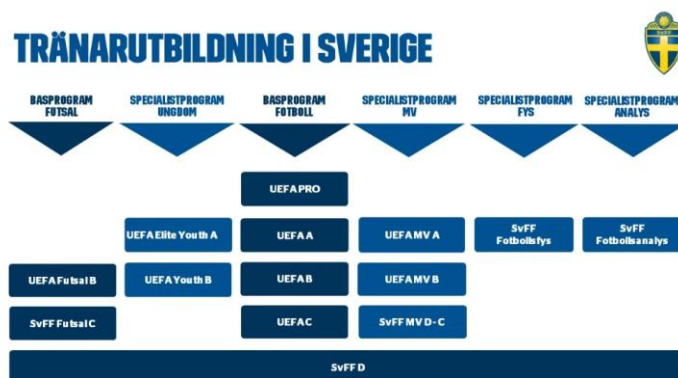 TRÄNARUTBILDNING I SVERIGE
SvFF
BASPROGRAM
FUTSAL
SPECIALISTPROGRAM
UNGDOM
BASPROGRAM
FOTBOLL
SPECIALISTPROGRAM
MV
SPECIALISTPROGRAM
FYS
SPECIALISTPROGRAM
ANALYS
UEFA PRO
UEFA Elite Youth A
UEFA A
UEFA MV A
SvFF
Fotbollsfys
SvFF
Fotbollsanalys
UEFA Futsal B
UEFA Youth B
UEFA B
UEFA MV B
SvFF Futsal C
UEFA C
SvFF MV D-C
SvFF D